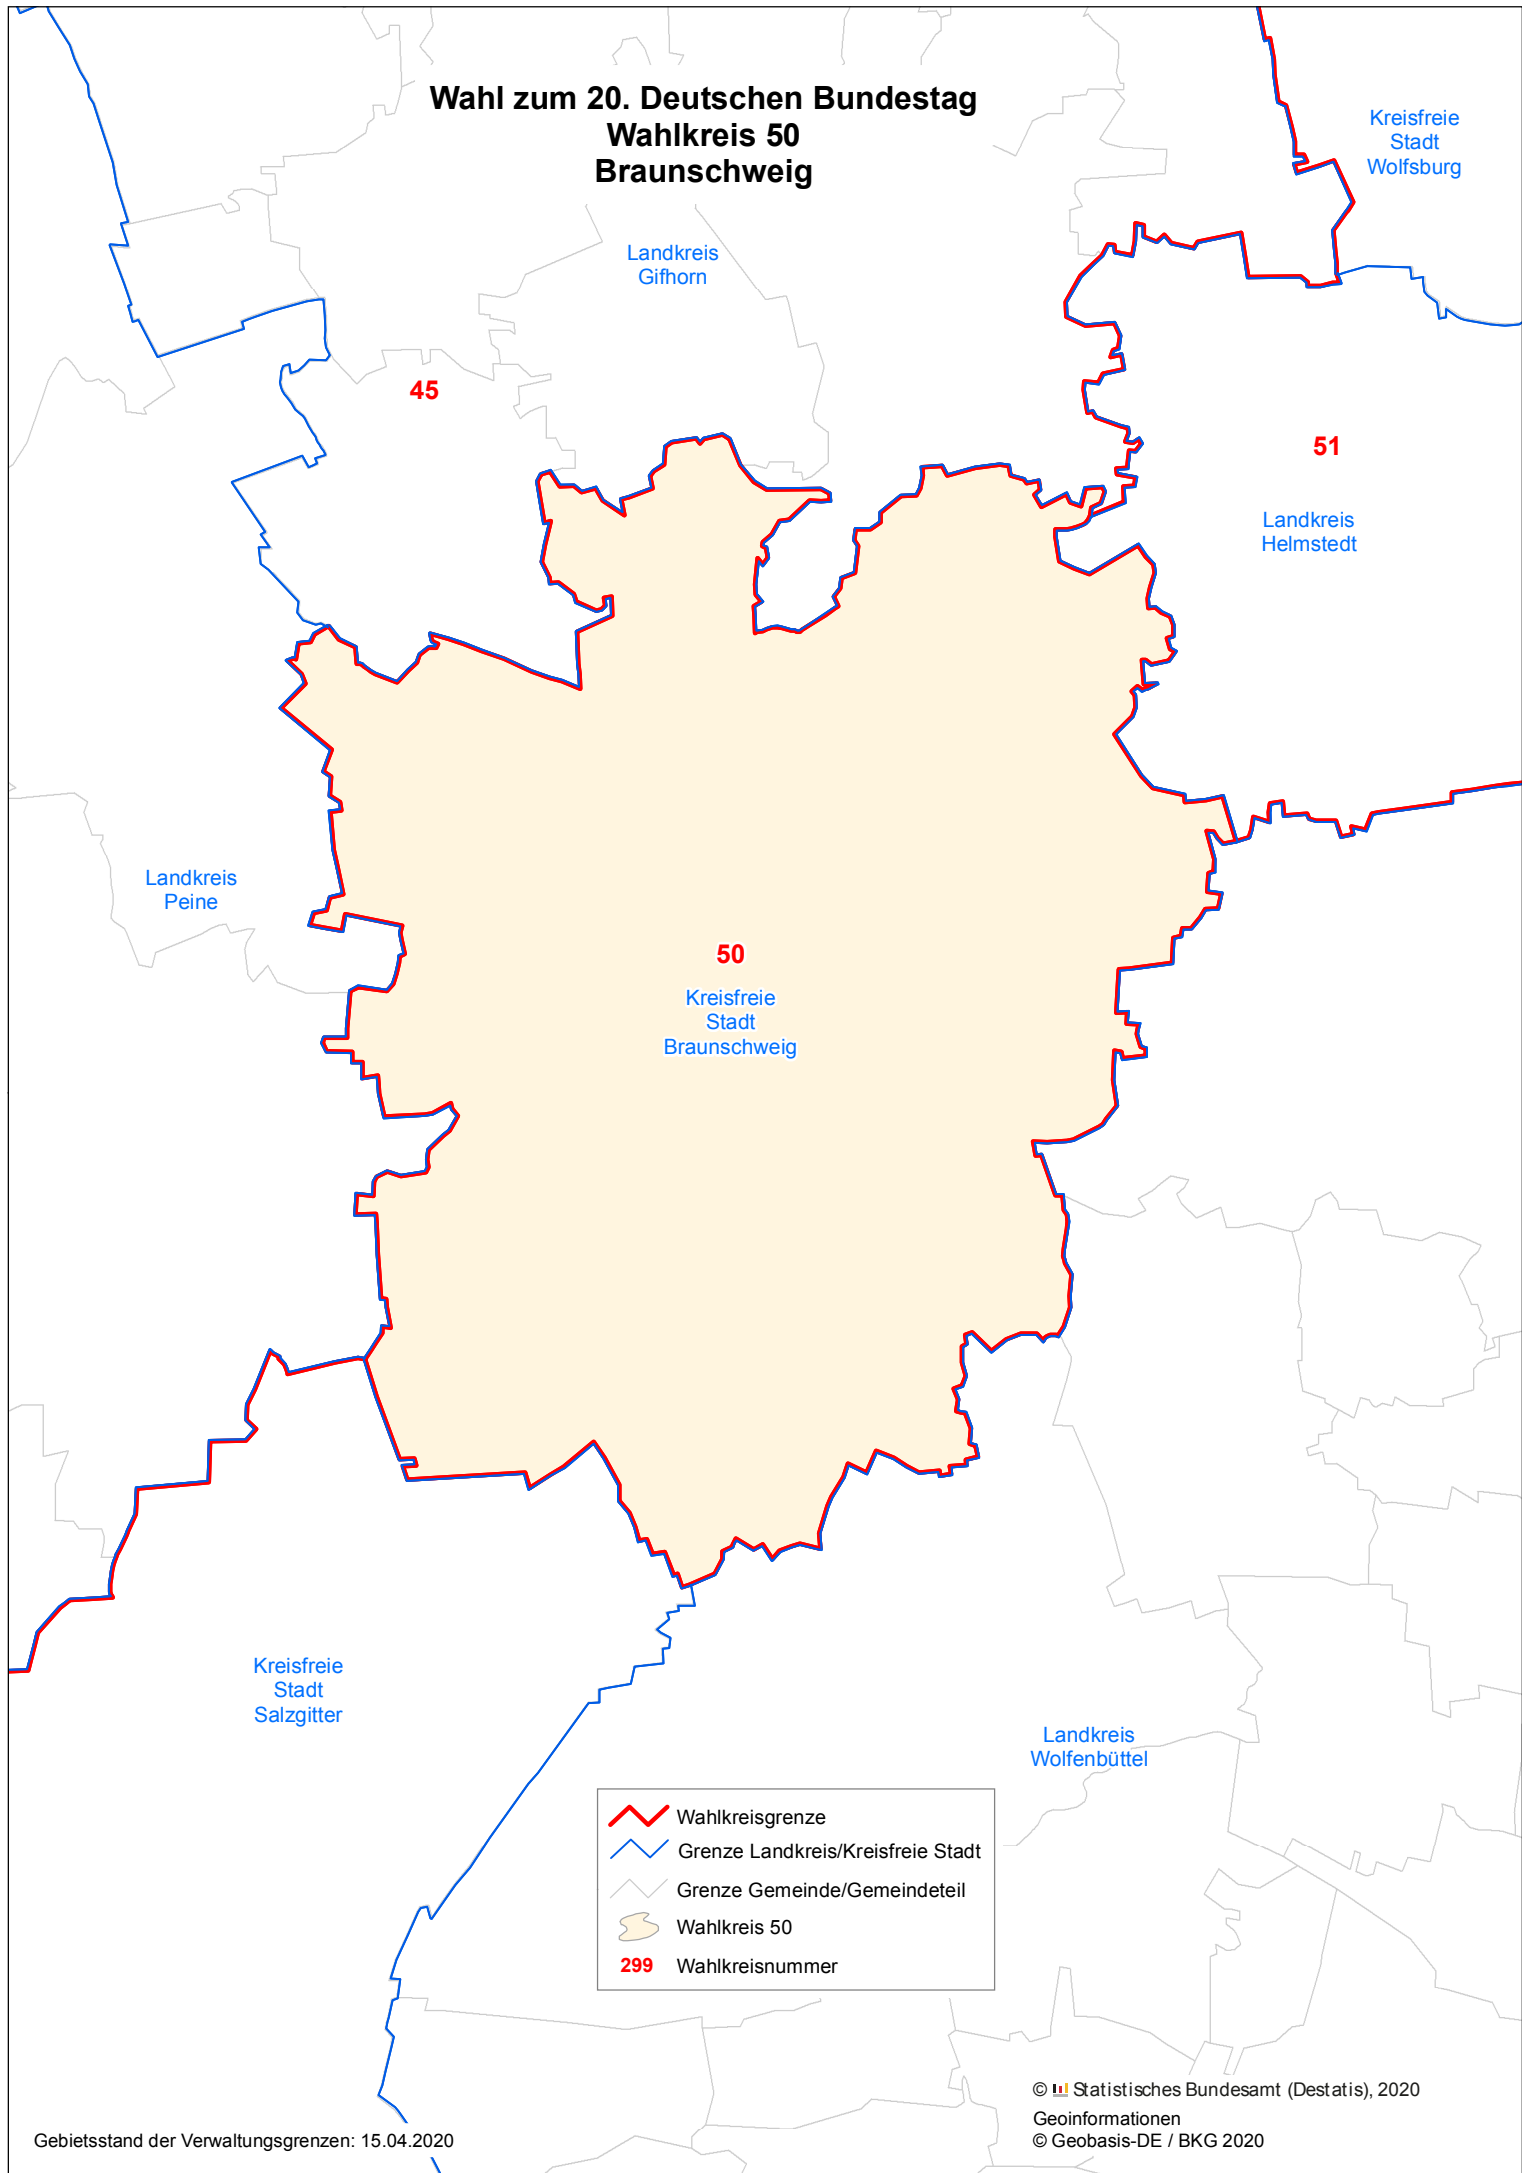 Wahl zum 20. Deutschen Bundestag
Wahlkreis 50
Braunschweig
Kreisfreie
Stadt
Wolfsburg
Landkreis
Gifhorn
45
51
Landkreis
Helmstedt
Landkreis
Peine
50
Kreisfreie
Stadt
Braunschweig
Kreisfreie
Stadt
Salzgitter
Landkreis
Wolfenbüttel
Wahlkreisgrenze
Grenze Landkreis/Kreisfreie Stadt
Grenze Gemeinde/Gemeindeteil
Wahlkreis 50
299 Wahlkreisnummer
© Statistisches Bundesamt (Destatis), 2020
Geoinformationen
© Geobasis-DE / BKG 2020
Gebietsstand der Verwaltungsgrenzen: 15.04.2020